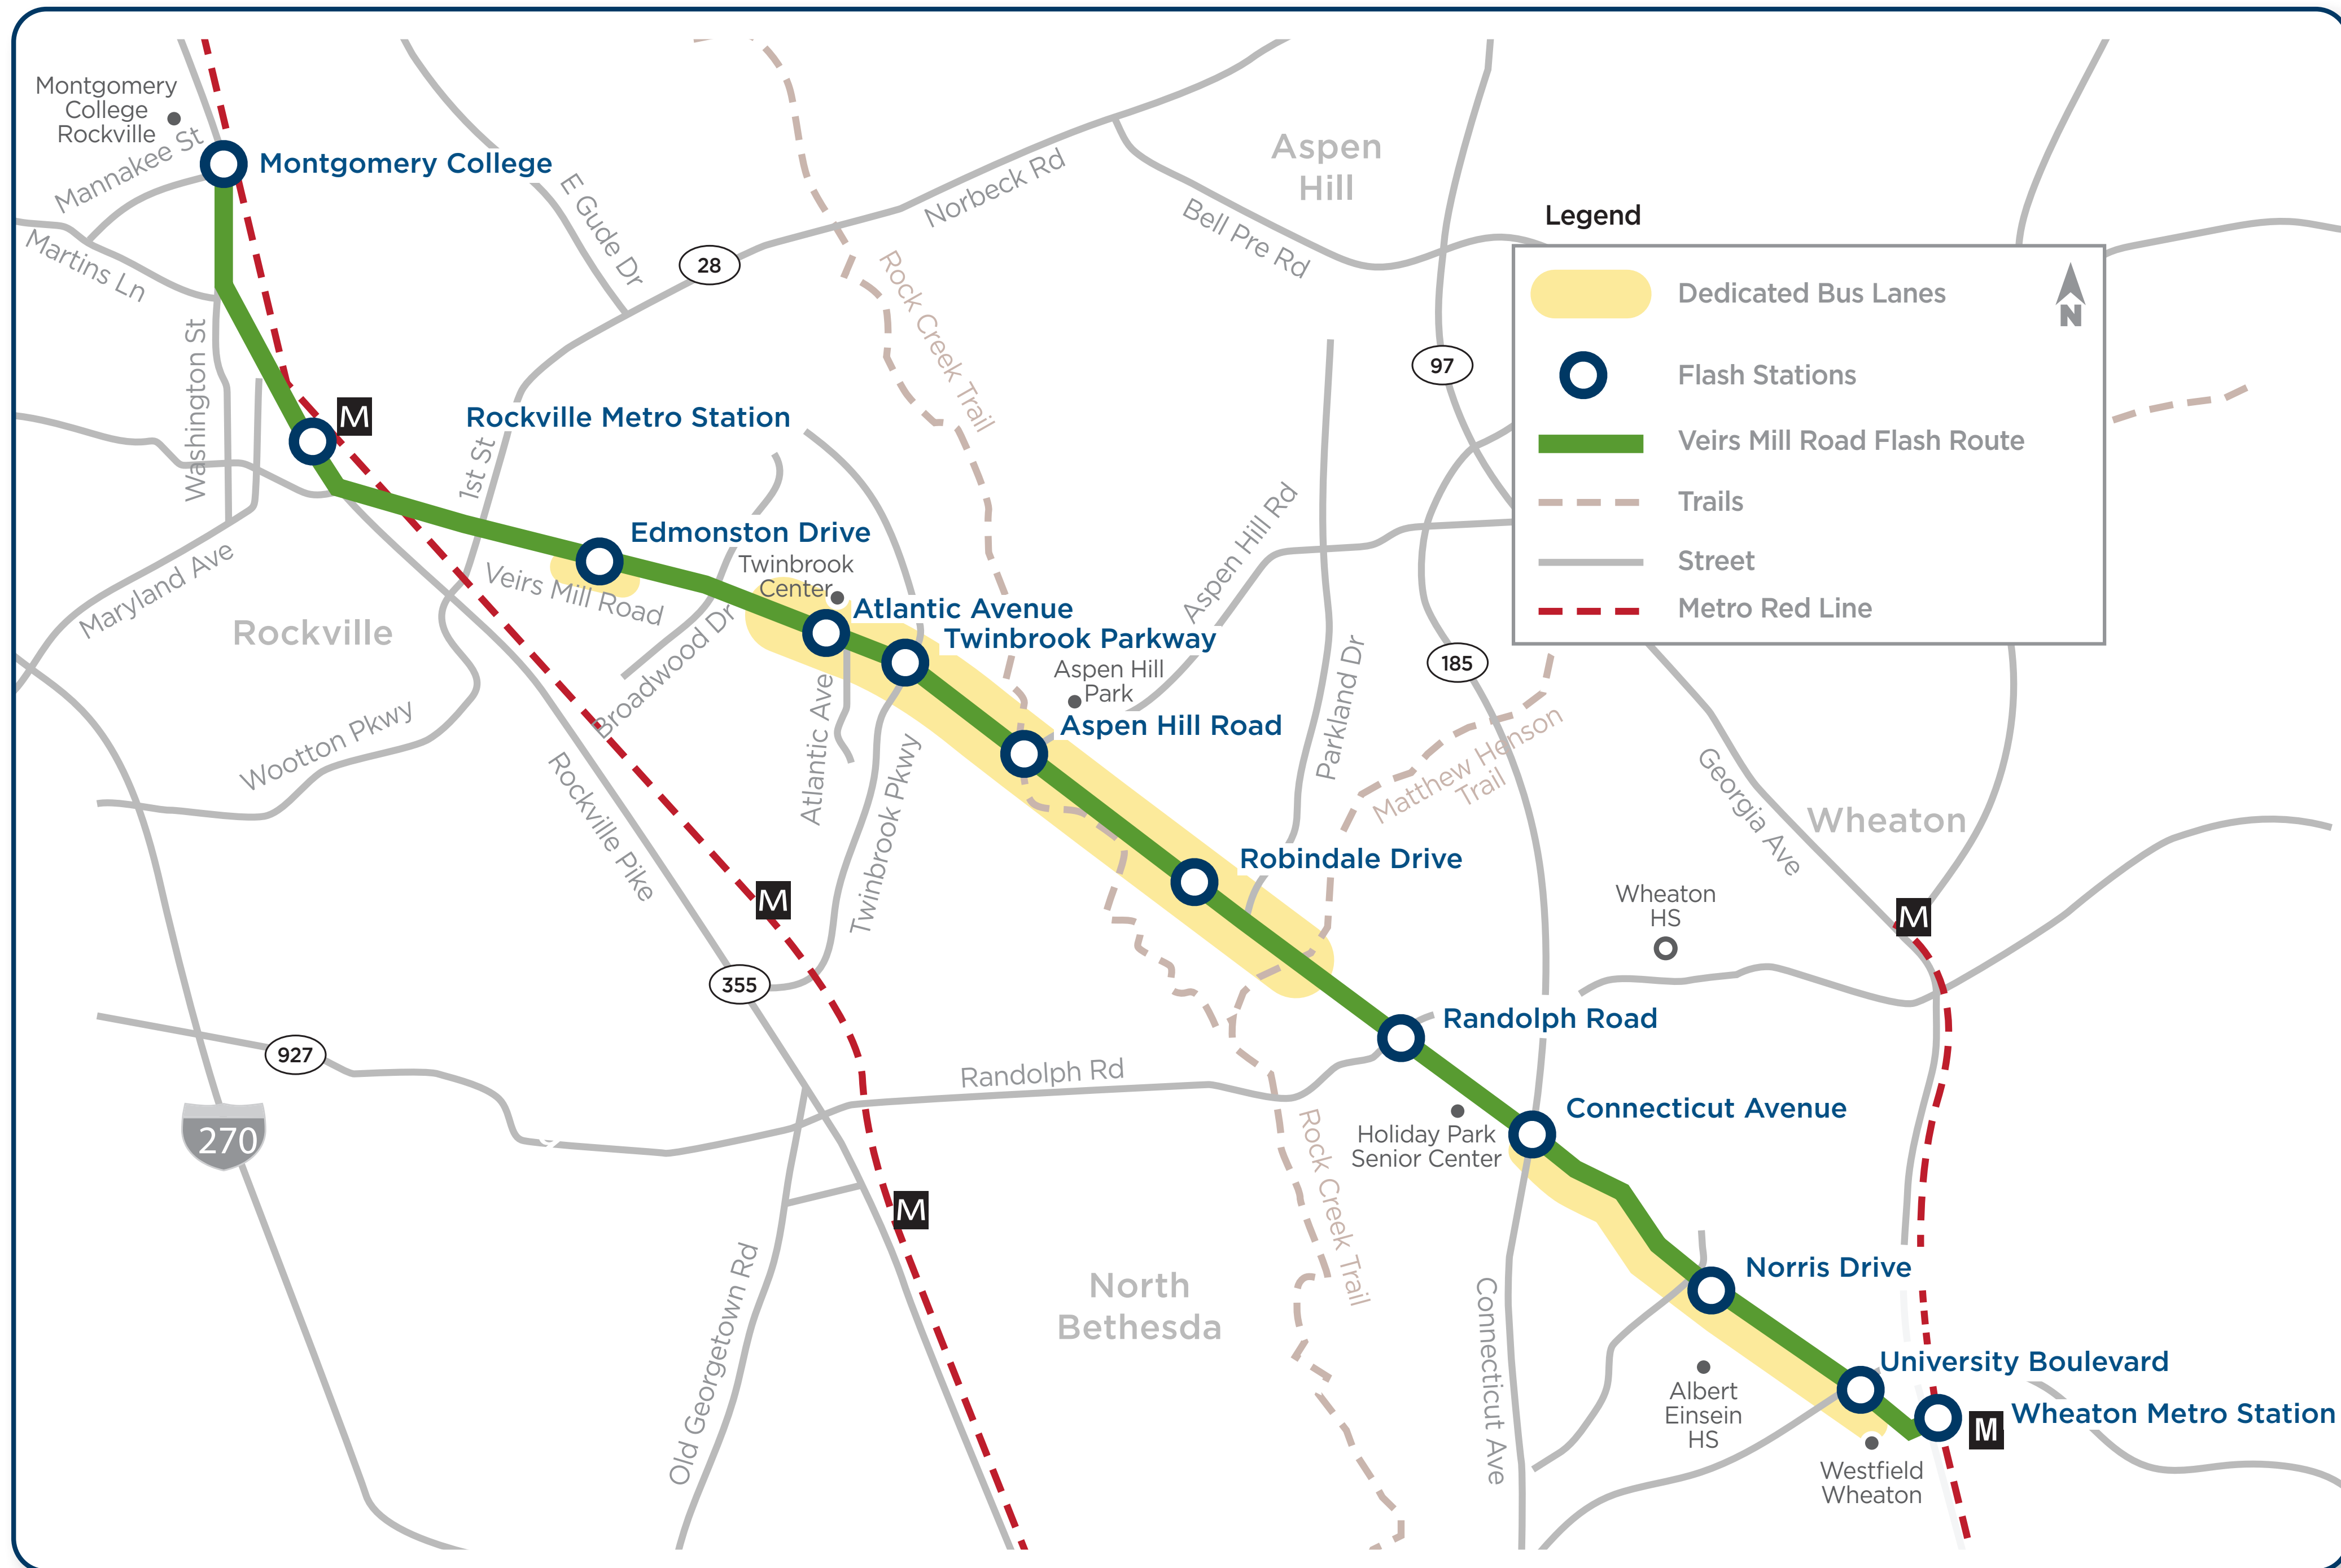 Montgomery
College
Rockville
Mannakee St
Montgomery College
Martins Ln
Washington St
E Gude Dr
28
Norbeck Rd
Bell Pre Rd
Aspen
Hill
Rock Creek Trail
97
Legend
Dedicated Bus Lanes
N
Flash Stations
Veirs Mill Road Flash Route
Trails
Street
Metro Red Line
M
Rockville Metro Station
1st St
Edmonston Drive
Twinbrook
Center
Veirs Mill Road
Maryland Ave
Rockville
Broadwood Dr
Atlantic Avenue
Twinbrook Parkway
Aspen Hill
Park
Aspen Hill Rd
Aspen Hill Road
Parkland Dr
185
Matthew Henson
Trail
Georgia Ave
Wheaton
Wootton Pkwy
Rockville Pike
Atlantic Ave
Twinbrook Pkwy
Robindale Drive
M
Wheaton
HS
M
355
927
270
Randolph Road
Randolph Rd
Connecticut Avenue
Holiday Park
Senior Center
Rock Creek Trail
M
Old Georgetown Rd
North
Bethesda
Connecticut Ave
Norris Drive
Albert
Einsein
HS
University Boulevard
Wheaton Metro Station
M
Westfield
Wheaton